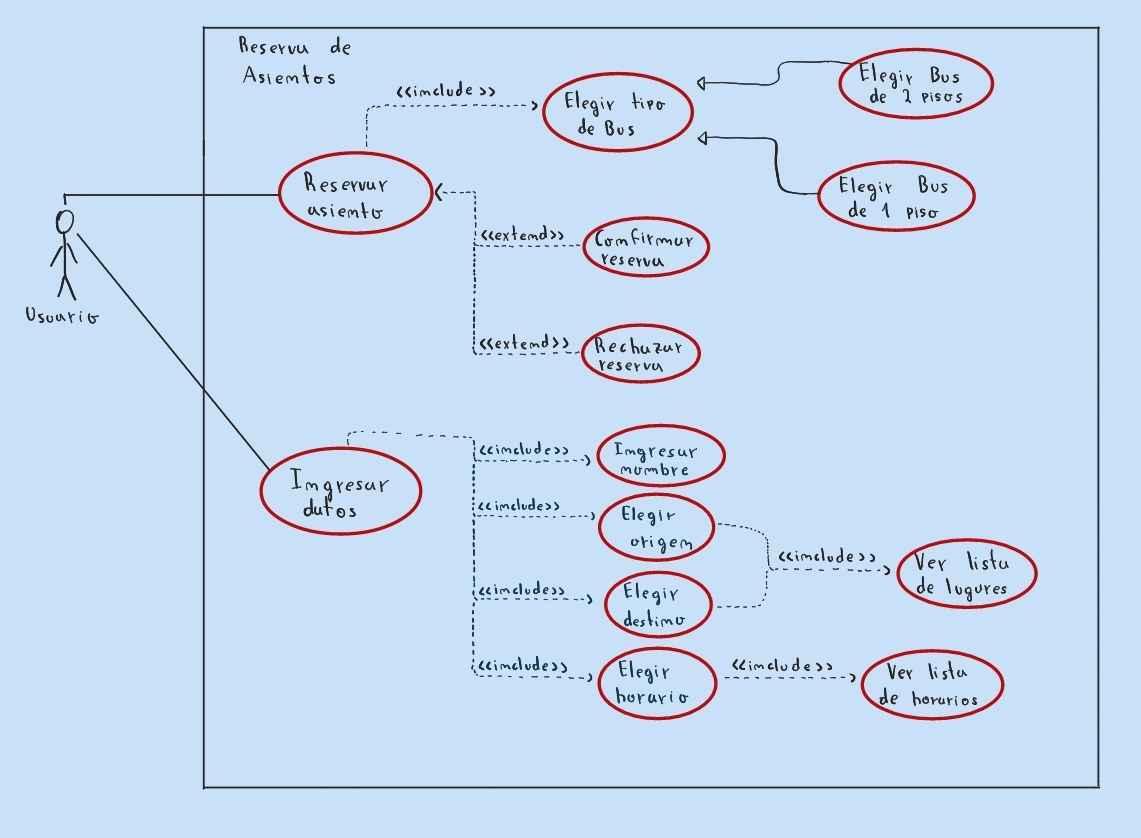 Reserva de
Asientos
<<include>>
Elegir tipo
de Bus
Elegir Bus
de 2 pisos
Elegir Bus
de 1 piso
Reservar
asiento
<<extend>>
Confirmar
reserva
<<extend>>
Rechazar
reserva
Usuario
Ingresar
datos
<<include>>
Ingresar
nombre
<<include>>
Elegir
origen
<<include>>
Elegir
destino
<<include>>
Ver lista
de lugares
<<include>>
Elegir
horario
<<include>>
Ver lista
de horarios